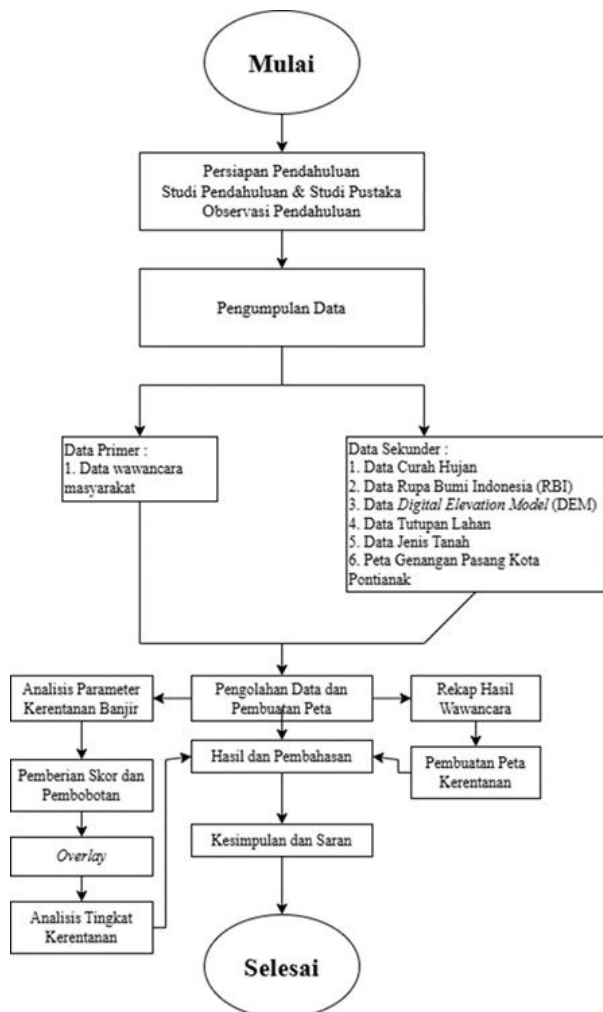 Mulai
Persiapan Pendahuluan
Studi Pendahuluan & Studi Pustaka
Observasi Pendahuluan
Pengumpulan Data
Data Primer :
1. Data wawancara
masyarakat
Data Sekunder :
1. Data Curah Hujan
2. Data Rupa Bumi Indonesia (RBI)
3. Data Digital Elevation Model (DEM)
4. Data Tutupan Lahan
5. Data Jenis Tanah
6. Peta Genangan Pasang Kota
Pontianak
Analisis Parameter
Kerentanan Banjir
Pengolahan Data dan
Pembuatan Peta
Rekap Hasil
Wawancara
Pemberian Skor dan
Pembobotan
Hasil dan Pembahasan
Pembuatan Peta
Kerentanan
Overlay
Kesimpulan dan Saran
Analisis Tingkat
Kerentanan
Selesai